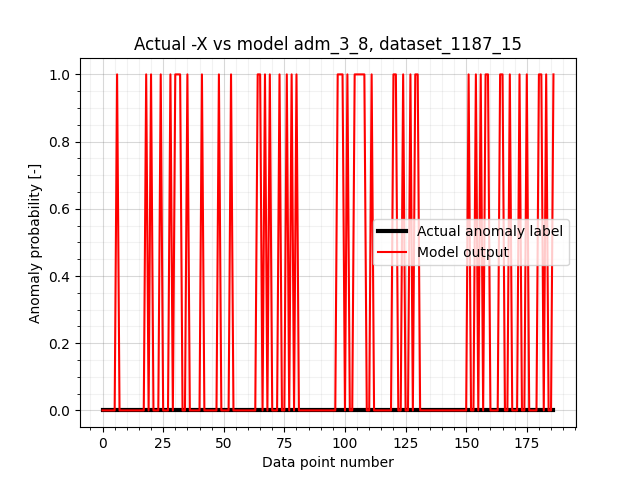 Actual -X vs model adm_3_8, dataset_1187_15
Anomaly probability [-]
1.0
0.8
0.6
0.4
0.2
0.0
Actual anomaly label
Model output
0 25 50 75 100 125 150 175
Data point number